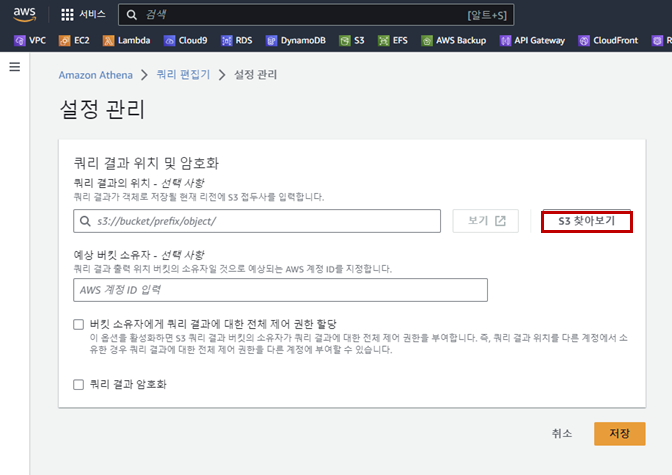 aws 서비스 검색 [알트+S]
VPC EC2 Lambda Cloud9 RDS DynamoDB S3 EFS AWS Backup API Gateway CloudFront R
Amazon Athena > 쿼리 편집기 > 설정 관리
설정 관리
쿼리 결과 위치 및 암호화
쿼리 결과의 위치 - 선택 사항
쿼리 결과가 객체로 저장될 현재 리전에 S3 접두사를 입력합니다.
s3://bucket/prefix/object/ 보기 S3 찾아보기
예상 버킷 소유자 - 선택 사항
쿼리 결과 출력 위치 버킷의 소유자일 것으로 예상되는 AWS 계정 ID를 지정합니다.
AWS 계정 ID 입력
버킷 소유자에게 쿼리 결과에 대한 전체 제어 권한 할당
이 옵션을 활성화하면 S3 쿼리 결과 버킷의 소유자가 쿼리 결과에 대한 전체 제어 권한을 부여합니다. 즉, 쿼리 결과 위치를 다른 계정에서 소
유한 경우 쿼리 결과에 대한 전체 제어 권한을 다른 계정에 부여할 수 있습니다.
쿼리 결과 암호화
취소 저장